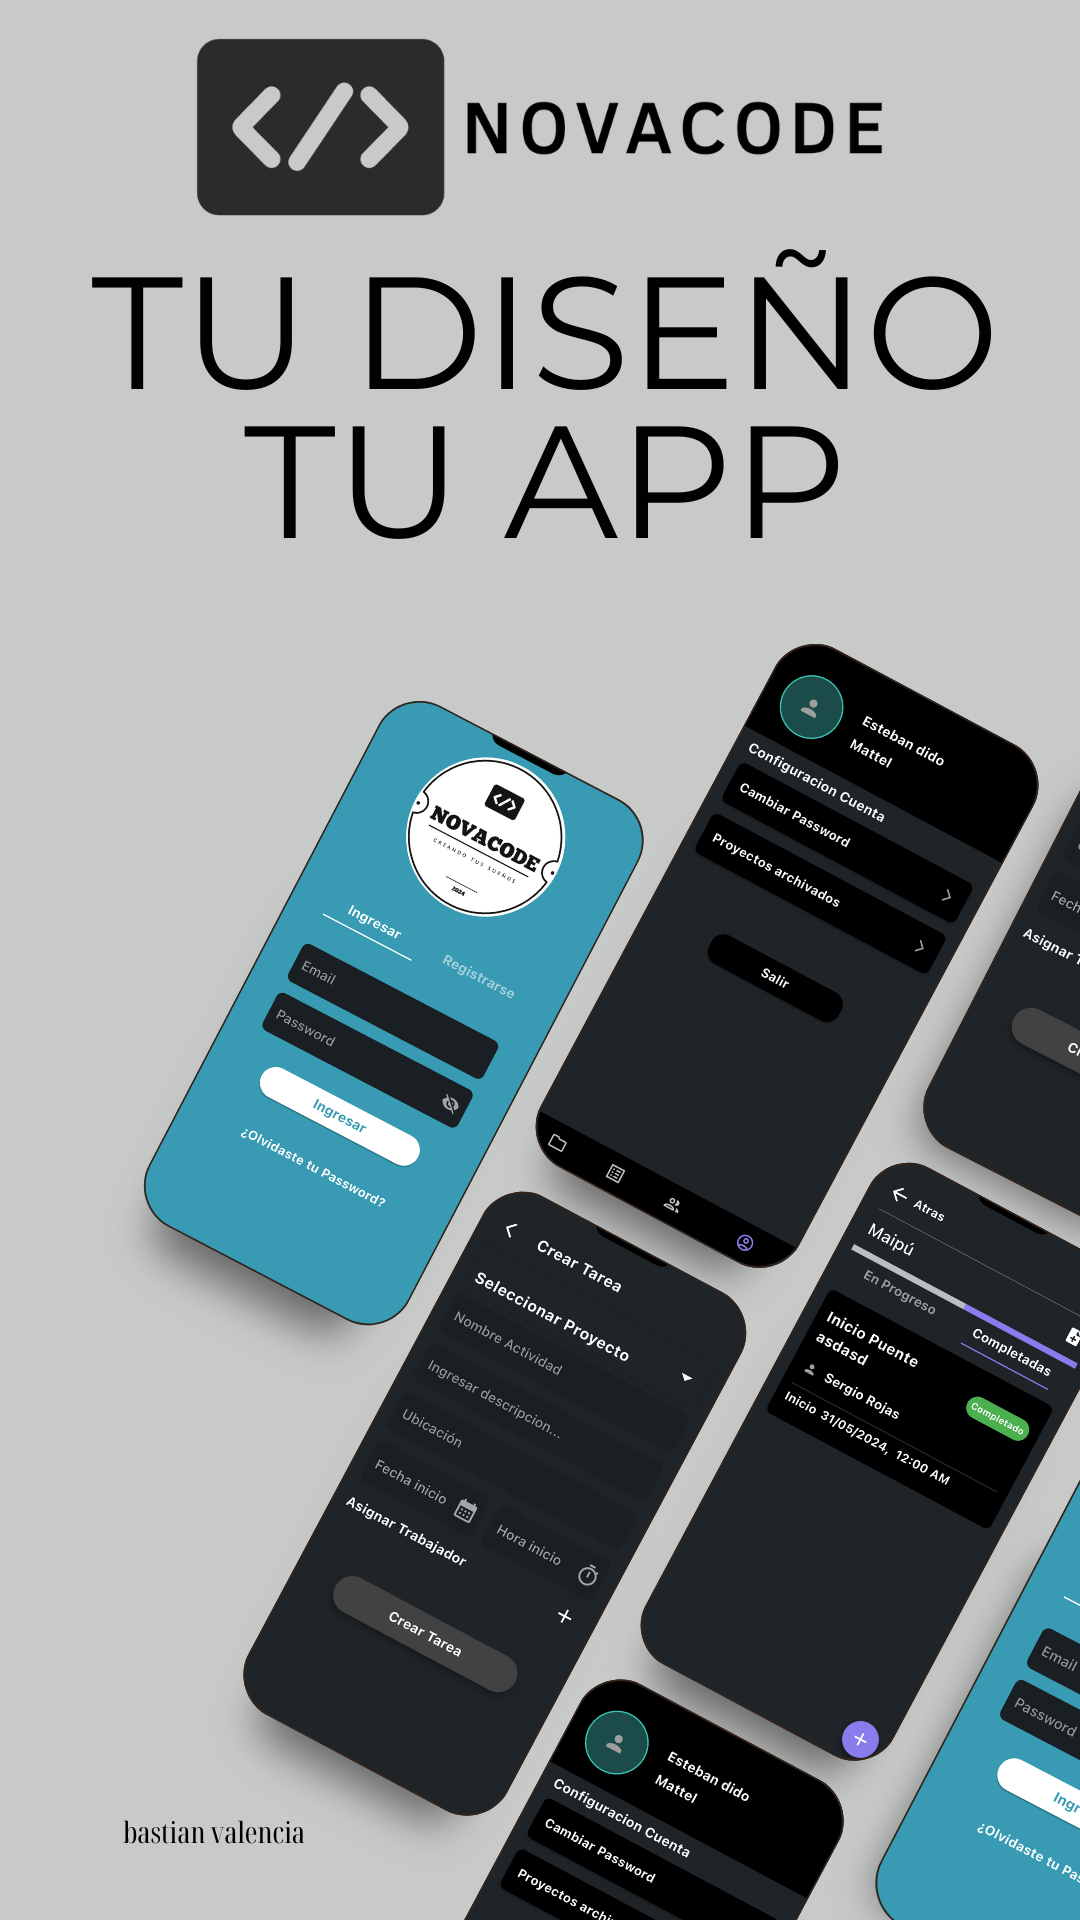 </> NOVACODE
TU DISEÑO
TU APP
</>
NOVACODE
CREANDO TUS SUEÑOS
2024
Ingresar
Registrarse
Email
Password
Ingresar
¿Olvidaste tu Password?
Esteban dido
Mattel
Configuracion Cuenta
Cambiar Password
Proyectos archivados
Salir
Fech
Asignar T
Crear Tarea
Seleccionar Proyecto
Nombre Actividad
Ingresar descripcion...
Ubicación
Fecha inicio
Hora inicio
Asignar Trabajador
+
Crear Tarea
Atras
Maipú
En Progreso
Completadas
Inicio Puente
asdasd
Sergio Rojas
Completado
Inicio 31/05/2024, 12:00 AM
+
Esteban dido
Mattel
Configuracion Cuenta
Cambiar Password
Proyectos archi
Email
Password
Ingr
¿Olvidaste tu Pas
bastian valencia